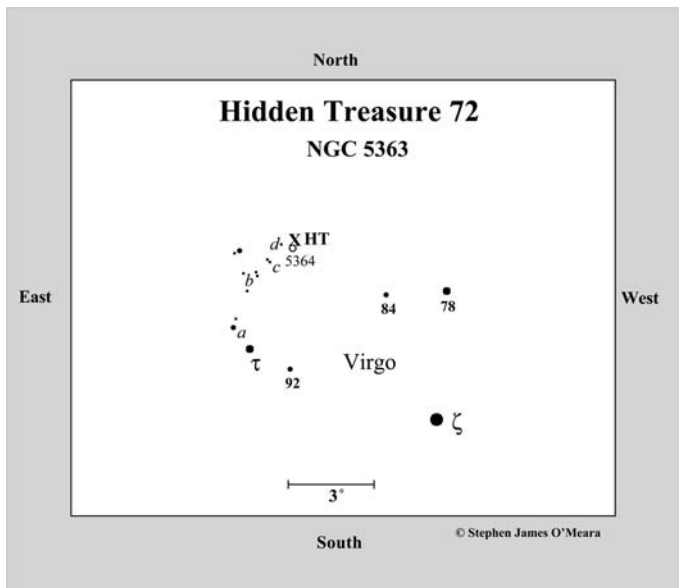 North
Hidden Treasure 72
NGC 5363
d X HT
c 5364
b
East
84
78
West
a
τ
92
Virgo
ζ
3°
© Stephen James O'Meara
South